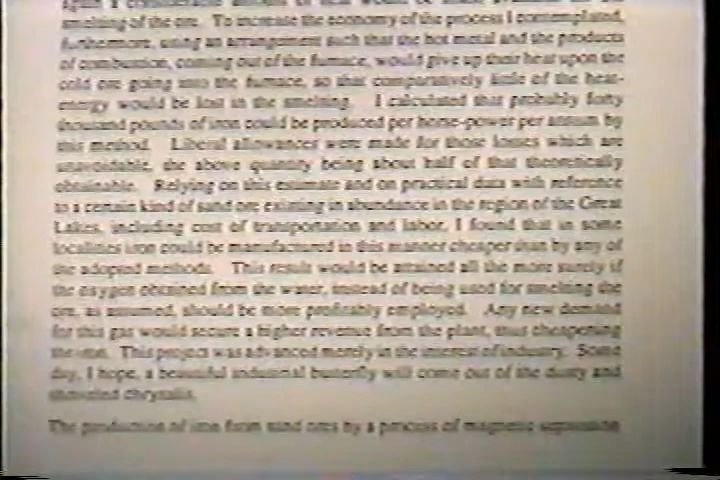 again a considerable amount of heat would be
smelting of the ore. To increase the economy of the process I contemplated,
furthermore, using an arrangement such that the hot metal and the products
of combustion, coming out of the furnace, would give up their heat upon the
cold ore going into the furnace, so that comparatively little of the heat-
energy would be lost in the smelting. I calculated that probably forty
thousand pounds of iron could be produced per horse-power per annum by
this method. Liberal allowances were made for those losses which are
unavoidable, the above quantity being about half of that theoretically
obtainable. Relying on this estimate and on practical data with reference
to a certain kind of sand ore existing in abundance in the region of the Great
Lakes, including cost of transportation and labor, I found that in some
localities iron could be manufactured in this manner cheaper than by any of
the adopted methods. This result would be attained all the more surely if
the oxygen obtained from the water, instead of being used for smelting the
ore, as assumed, should be more profitably employed. Any new demand
for this gas would secure a higher revenue from the plant, thus cheapening
the iron. This project was advanced merely in the interest of industry. Some
day, I hope, a beautiful industrial butterfly will come out of the dusty and
shriveled chrysalis.
The production of iron from sand ores by a process of magnetic separation